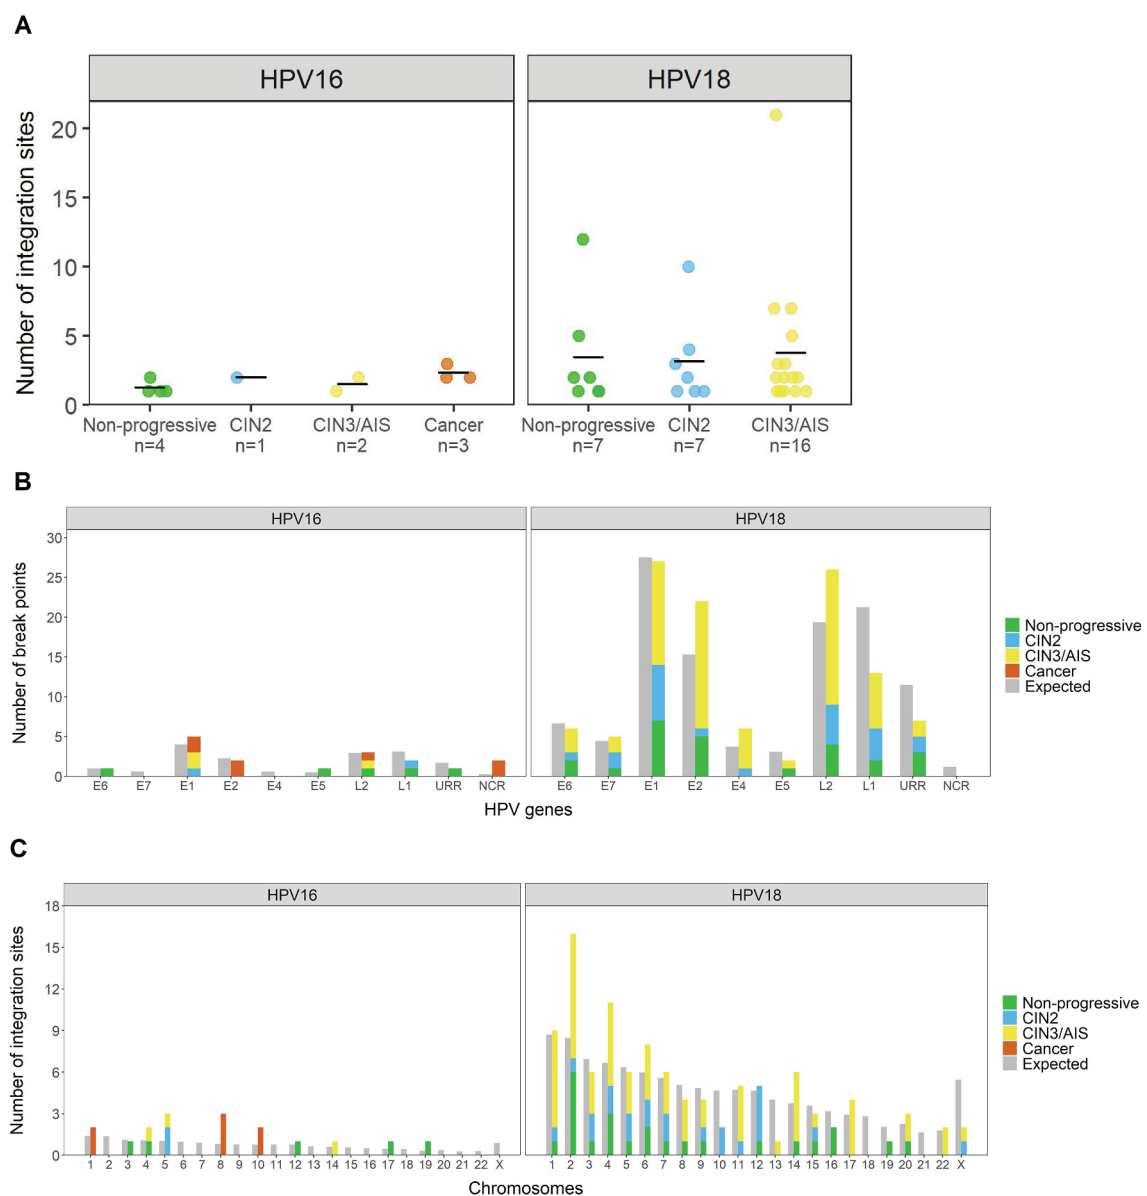 A
HPV16 HPV18
Number of integration sites
20
15
10
5
0
Non-progressive CIN2 CIN3/AIS Cancer Non-progressive CIN2 CIN3/AIS
n=4 n=1 n=2 n=3 n=7 n=7 n=16
B
HPV16 HPV18
Number of break points
30
25
20
15
10
5
0
E6 E7 E1 E2 E4 E5 L2 L1 URR NCR E6 E7 E1 E2 E4 E5 L2 L1 URR NCR
HPV genes
Non-progressive
CIN2
CIN3/AIS
Cancer
Expected
C
HPV16 HPV18
Number of integration sites
18
15
12
9
6
3
0
1 2 3 4 5 6 7 8 9 10 11 12 13 14 15 16 17 18 19 20 21 22 X 1 2 3 4 5 6 7 8 9 10 11 12 13 14 15 16 17 18 19 20 21 22 X
Chromosomes
Non-progressive
CIN2
CIN3/AIS
Cancer
Expected